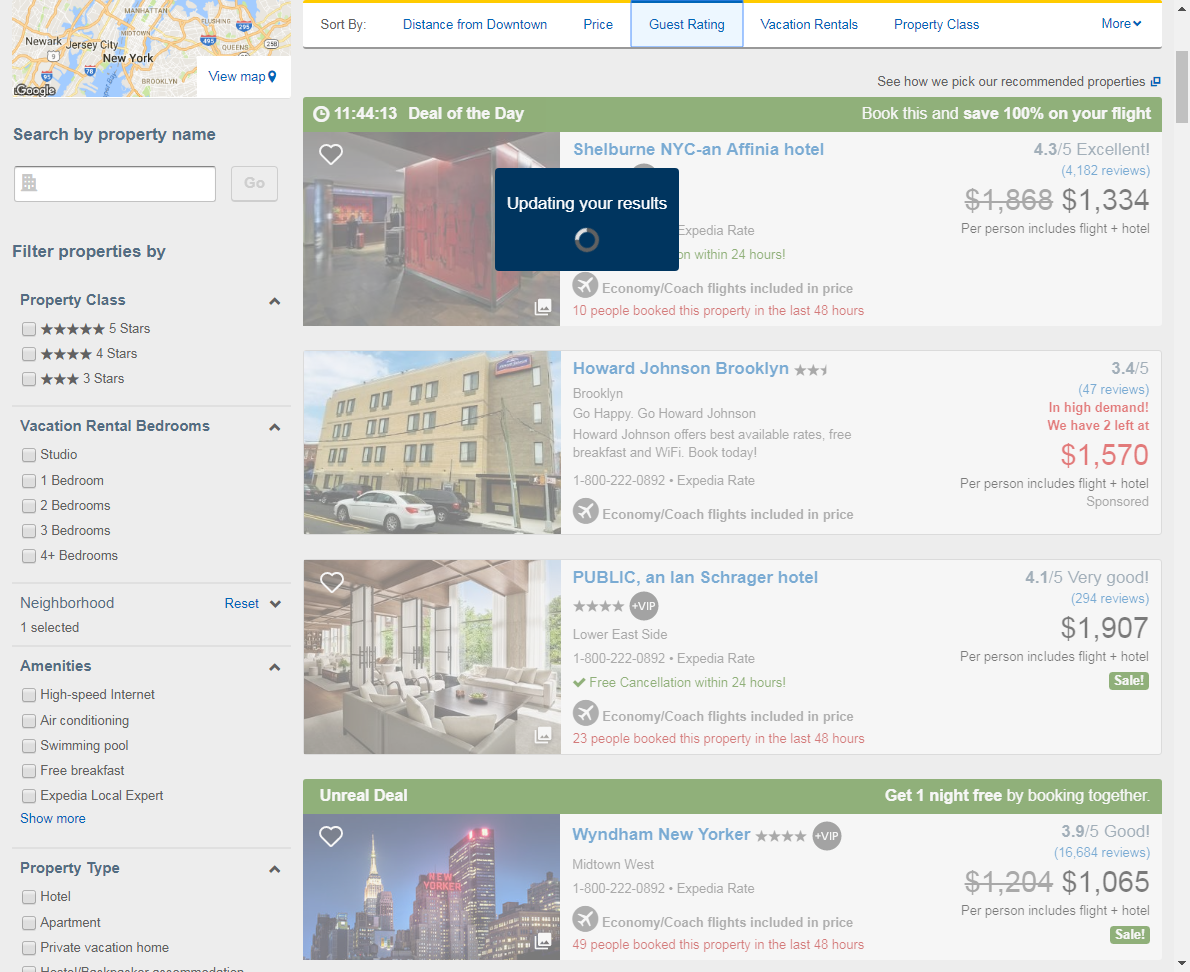 MANHATTAN
FLUSHING
MIDTOWN
Newark
Jersey City
495
295
QUEENS
258
9
New York
95
78
BROOKLYN
Google
View map
Search by property name
Go
Filter properties by
Property Class
5 Stars
4 Stars
3 Stars
Vacation Rental Bedrooms
Studio
1 Bedroom
2 Bedrooms
3 Bedrooms
4+ Bedrooms
Neighborhood Reset
1 selected
Amenities
High-speed Internet
Air conditioning
Swimming pool
Free breakfast
Expedia Local Expert
Show more
Property Type
Hotel
Apartment
Private vacation home
Hostel/Backpacker accommodation
Sort By: Distance from Downtown Price Guest Rating Vacation Rentals Property Class More
See how we pick our recommended properties
11:44:13 Deal of the Day Book this and save 100% on your flight
Shelburne NYC-an Affinia hotel
Updating your results
Expedia Rate
on within 24 hours!
Economy/Coach flights included in price
10 people booked this property in the last 48 hours
4.3/5 Excellent!
(4,182 reviews)
$1,868 $1,334
Per person includes flight + hotel
Howard Johnson Brooklyn
Brooklyn
Go Happy. Go Howard Johnson
Howard Johnson offers best available rates, free
breakfast and WiFi. Book today!
1-800-222-0892 • Expedia Rate
Economy/Coach flights included in price
3.4/5
(47 reviews)
In high demand!
We have 2 left at
$1,570
Per person includes flight + hotel
Sponsored
PUBLIC, an Ian Schrager hotel
+VIP
Lower East Side
1-800-222-0892 • Expedia Rate
Free Cancellation within 24 hours!
Economy/Coach flights included in price
23 people booked this property in the last 48 hours
4.1/5 Very good!
(294 reviews)
$1,907
Per person includes flight + hotel
Sale!
Unreal Deal Get 1 night free by booking together.
NEW
YORKER
Wyndham New Yorker +VIP
Midtown West
1-800-222-0892 • Expedia Rate
Economy/Coach flights included in price
49 people booked this property in the last 48 hours
3.9/5 Good!
(16,684 reviews)
$1,204 $1,065
Per person includes flight + hotel
Sale!